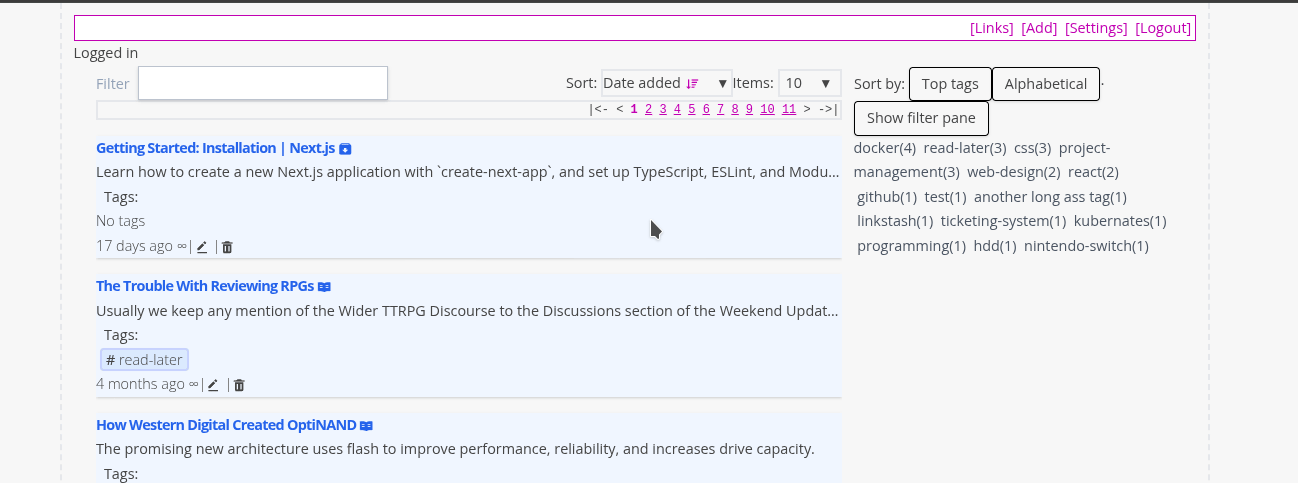 [Links] [Add] [Settings] [Logout]
Logged in
Filter Sort: Date added ▼ Items: 10 ▼
|<- < 1 2 3 4 5 6 7 8 9 10 11 > ->|
Getting Started: Installation | Next.js
Learn how to create a new Next.js application with `create-next-app`, and set up TypeScript, ESLint, and Modu...
Tags:
No tags
17 days ago ∞| |
The Trouble With Reviewing RPGs
Usually we keep any mention of the Wider TTRPG Discourse to the Discussions section of the Weekend Updat...
Tags:
# read-later
4 months ago ∞| |
How Western Digital Created OptiNAND
The promising new architecture uses flash to improve performance, reliability, and increases drive capacity.
Tags:
Sort by: Top tags Alphabetical ·
Show filter pane
docker(4) read-later(3) css(3) project-
management(3) web-design(2) react(2)
github(1) test(1) another long ass tag(1)
linkstash(1) ticketing-system(1) kubernates(1)
programming(1) hdd(1) nintendo-switch(1)